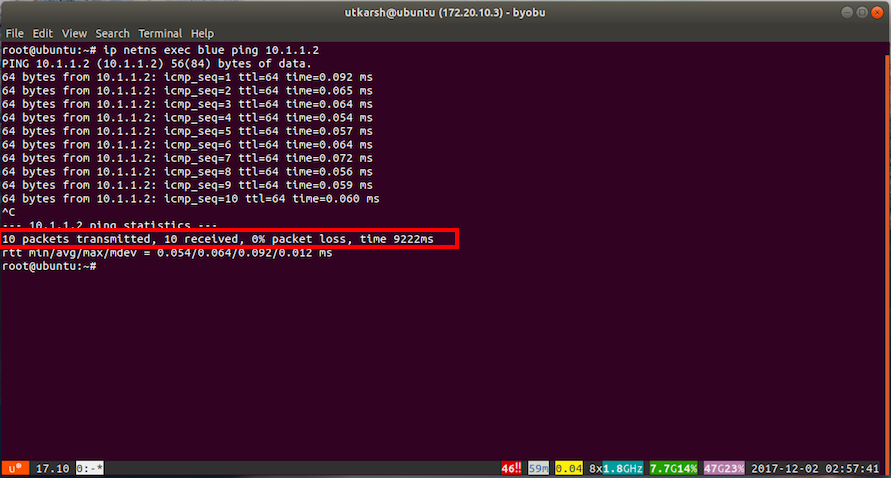 utkarsh@ubuntu (172.20.10.3) - byobu
File Edit View Search Terminal Help
root@ubuntu:~# ip netns exec blue ping 10.1.1.2
PING 10.1.1.2 (10.1.1.2) 56(84) bytes of data.
64 bytes from 10.1.1.2: icmp_seq=1 ttl=64 time=0.092 ms
64 bytes from 10.1.1.2: icmp_seq=2 ttl=64 time=0.065 ms
64 bytes from 10.1.1.2: icmp_seq=3 ttl=64 time=0.064 ms
64 bytes from 10.1.1.2: icmp_seq=4 ttl=64 time=0.054 ms
64 bytes from 10.1.1.2: icmp_seq=5 ttl=64 time=0.057 ms
64 bytes from 10.1.1.2: icmp_seq=6 ttl=64 time=0.064 ms
64 bytes from 10.1.1.2: icmp_seq=7 ttl=64 time=0.072 ms
64 bytes from 10.1.1.2: icmp_seq=8 ttl=64 time=0.056 ms
64 bytes from 10.1.1.2: icmp_seq=9 ttl=64 time=0.059 ms
64 bytes from 10.1.1.2: icmp_seq=10 ttl=64 time=0.060 ms
^C
--- 10.1.1.2 ping statistics ---
10 packets transmitted, 10 received, 0% packet loss, time 9222ms
rtt min/avg/max/mdev = 0.054/0.064/0.092/0.012 ms
root@ubuntu:~#
u 17.10 0:-* 46!! 59m 0.04 8x1.8GHz 7.7G14% 47G23% 2017-12-02 02:57:41